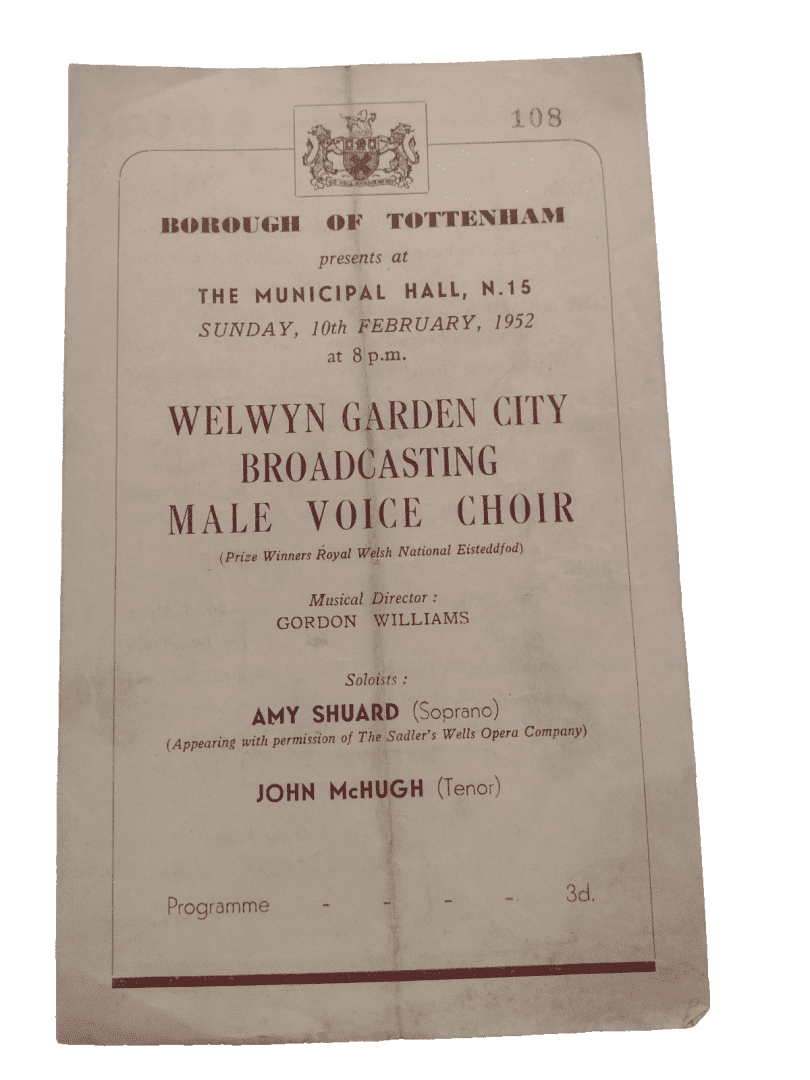 108
BOROUGH OF TOTTENHAM
presents at
THE MUNICIPAL HALL, N.15
SUNDAY, 10th FEBRUARY, 1952
at 8 p.m.
WELWYN GARDEN CITY
BROADCASTING
MALE VOICE CHOIR
(Prize Winners Royal Welsh National Eisteddfod)
Musical Director :
GORDON WILLIAMS
Soloists :
AMY SHUARD (Soprano)
(Appearing with permission of The Sadler's Wells Opera Company)
JOHN McHUGH (Tenor)
Programme - - - - 3d.